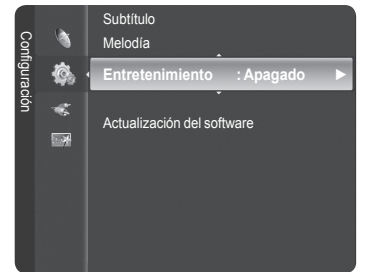 Configuración
Subtítulo
Melodía
Entretenimiento : Apagado
Actualización del software